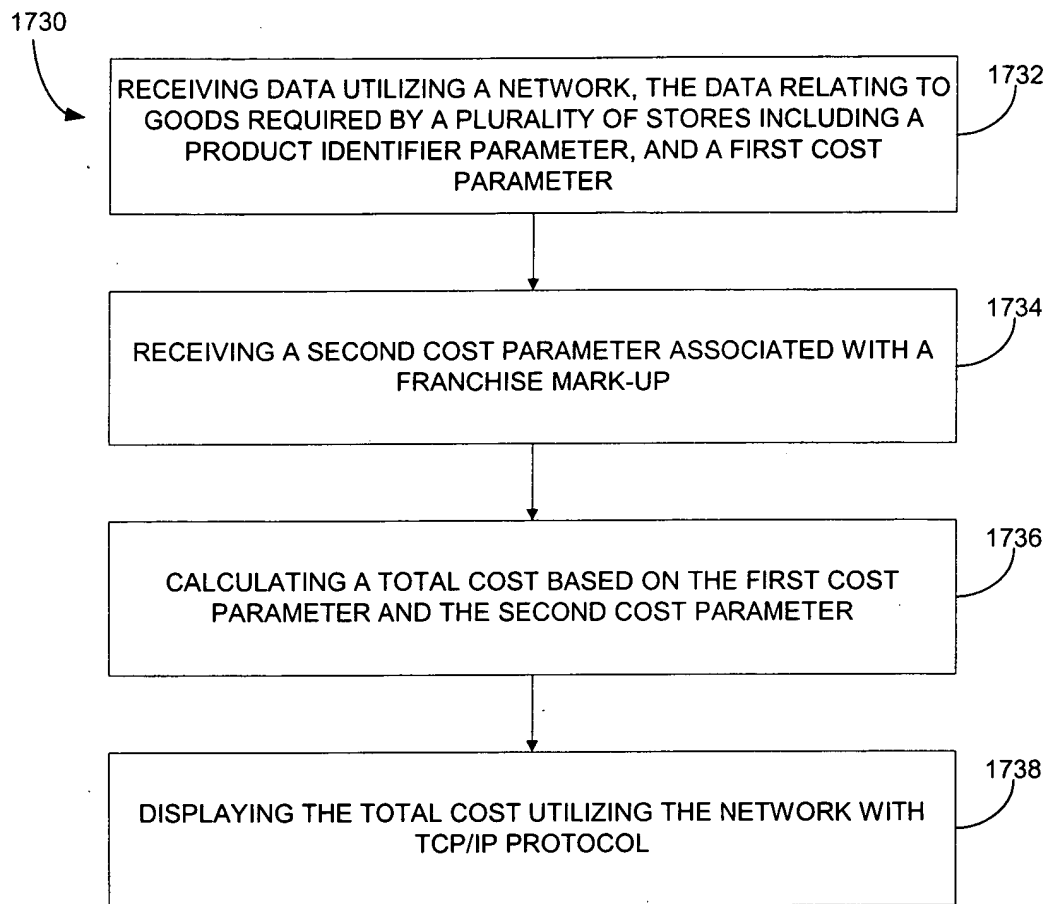 1730
1732
RECEIVING DATA UTILIZING A NETWORK, THE DATA RELATING TO
GOODS REQUIRED BY A PLURALITY OF STORES INCLUDING A
PRODUCT IDENTIFIER PARAMETER, AND A FIRST COST
PARAMETER
1734
RECEIVING A SECOND COST PARAMETER ASSOCIATED WITH A
FRANCHISE MARK-UP
1736
CALCULATING A TOTAL COST BASED ON THE FIRST COST
PARAMETER AND THE SECOND COST PARAMETER
1738
DISPLAYING THE TOTAL COST UTILIZING THE NETWORK WITH
TCP/IP PROTOCOL